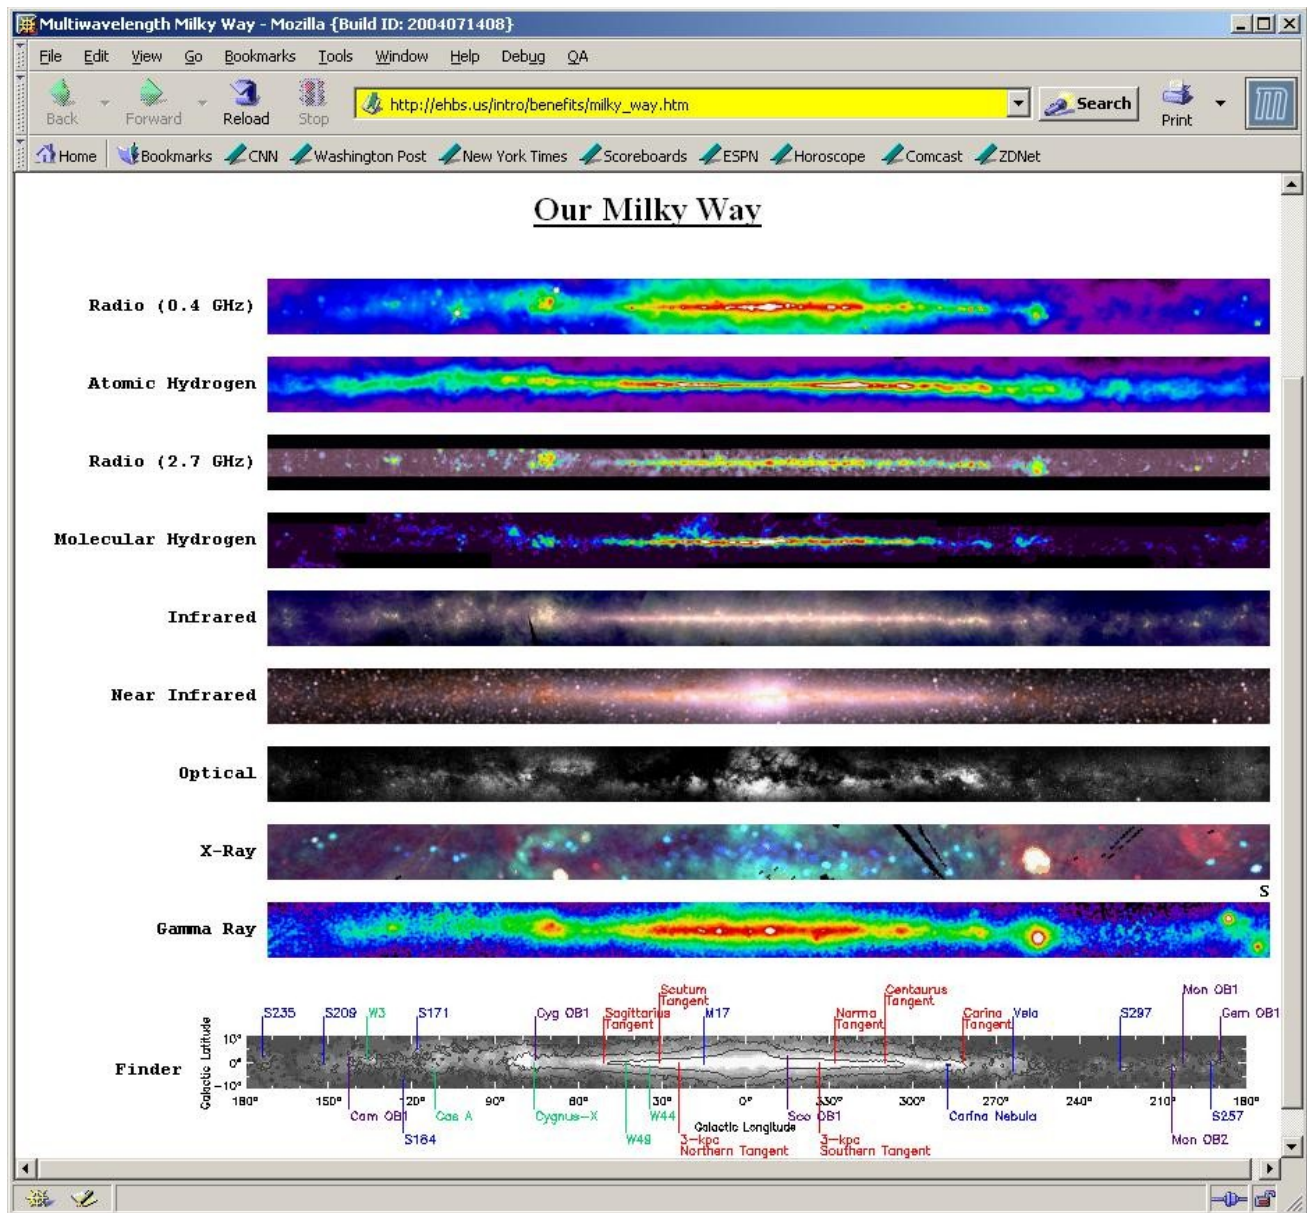 Multiwavelength Milky Way - Mozilla {Build ID: 2004071408}
File Edit View Go Bookmarks Tools Window Help Debug QA
Back Forward Reload Stop http://ehbs.us/intro/benefits/milky_way.htm Search Print
Home Bookmarks CNN Washington Post New York Times Scoreboards ESPN Horoscope Comcast ZDNet
Our Milky Way
Radio (0.4 GHz)
Atomic Hydrogen
Radio (2.7 GHz)
Molecular Hydrogen
Infrared
Near Infrared
Optical
X-Ray
S
Gamma Ray
Scutum Tangent
Centaurus Tangent
Mon OB1
S235 S209 W3 S171 Cyg OB1 Sagittarius Tangent M17 Norma Tangent Carina Tangent Vela S297 Gem OB1
Finder
Galactic Latitude
10°
0°
-10°
180° 150° 120° 90° 60° 30° 0° 330° 300° 270° 240° 210° 180°
Cam OB1 Cas A Cygnus-X W44 Sco OB1 Carina Nebula S257
Galactic Longitude
S184 W49 3-kpc Northern Tangent 3-kpc Southern Tangent Mon OB2